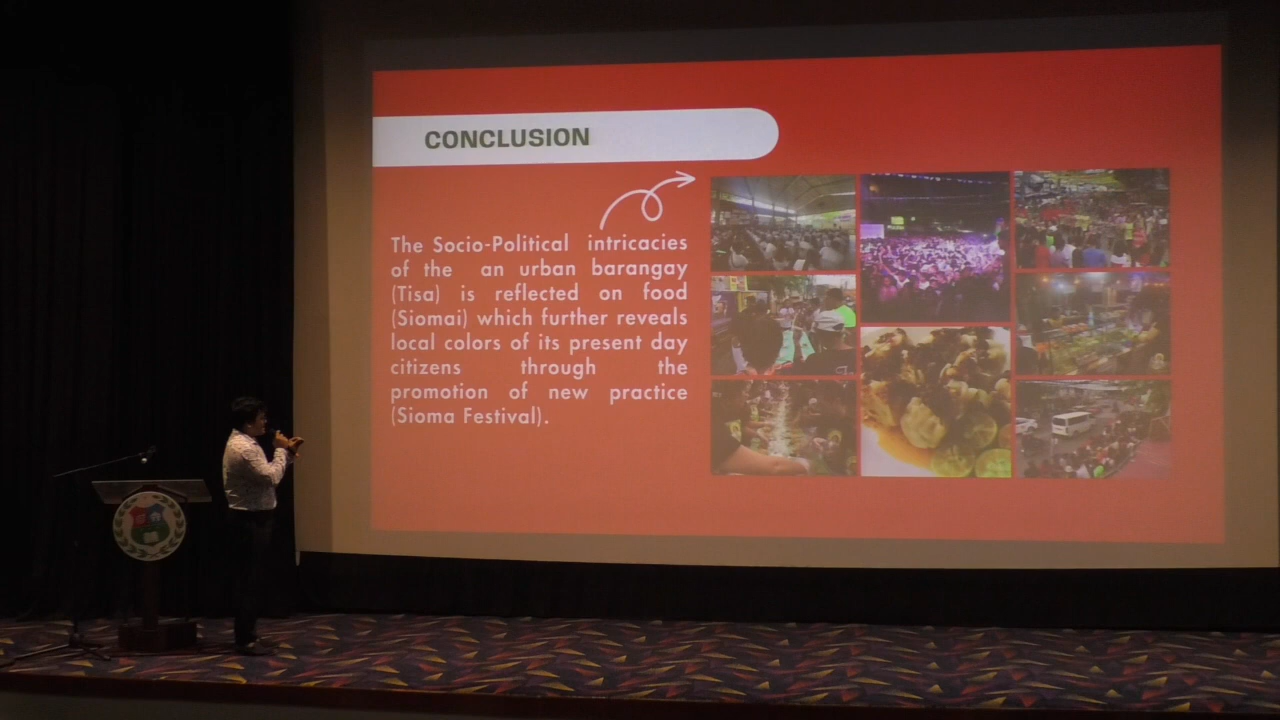 CONCLUSION
The Socio-Political intricacies
of the an urban barangay
(Tisa) is reflected on food
(Siomai) which further reveals
local colors of its present day
citizens through the
promotion of new practice
(Sioma Festival).